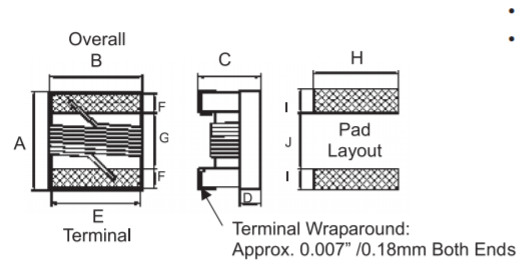 •
•
Overall
B
C
H
A
F
G
F
E
Terminal
D
I
J
I
Pad
Layout
Terminal Wraparound:
Approx. 0.007" /0.18mm Both Ends